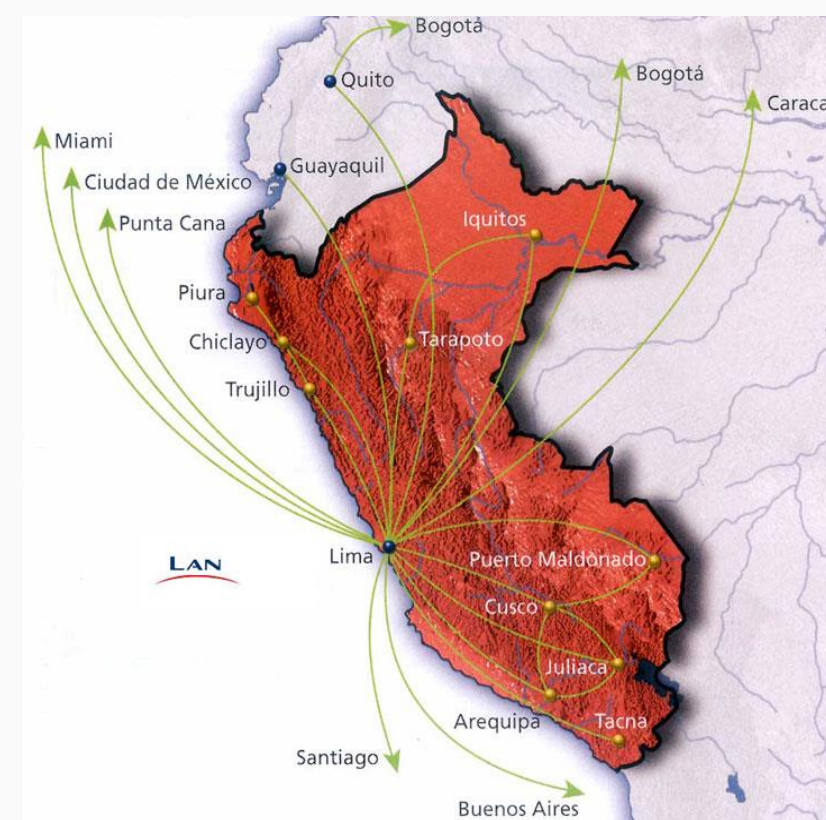 Bogotá
Quito
Bogotá
Caraca
Miami
Guayaquil
Ciudad de México
Punta Cana
Iquitos
Piura
Chiclayo
Tarapoto
Trujillo
Lima
Puerto Maldonado
LAN
Cusco
Juliaca
Arequipa
Tacna
Santiago
Buenos Aires